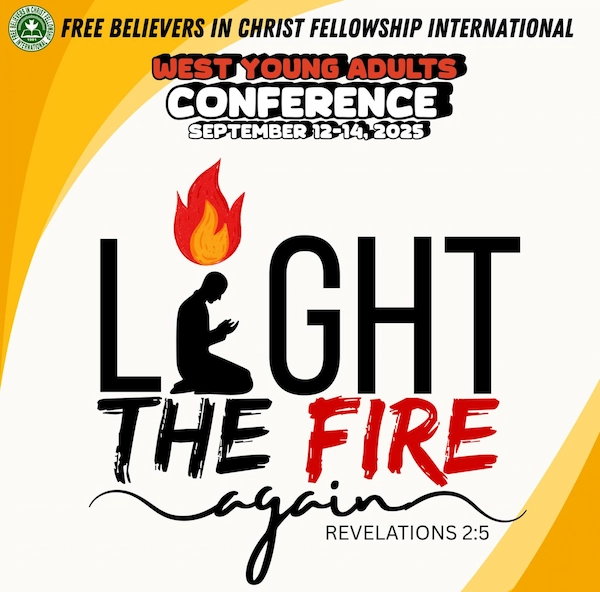 FREE BELIEVERS IN CHRIST FELLOWSHIP INTERNATIONAL
WEST YOUNG ADULTS
CONFERENCE
SEPTEMBER 12-14, 2025
LIGHT
THE FIRE
again
REVELATIONS 2:5